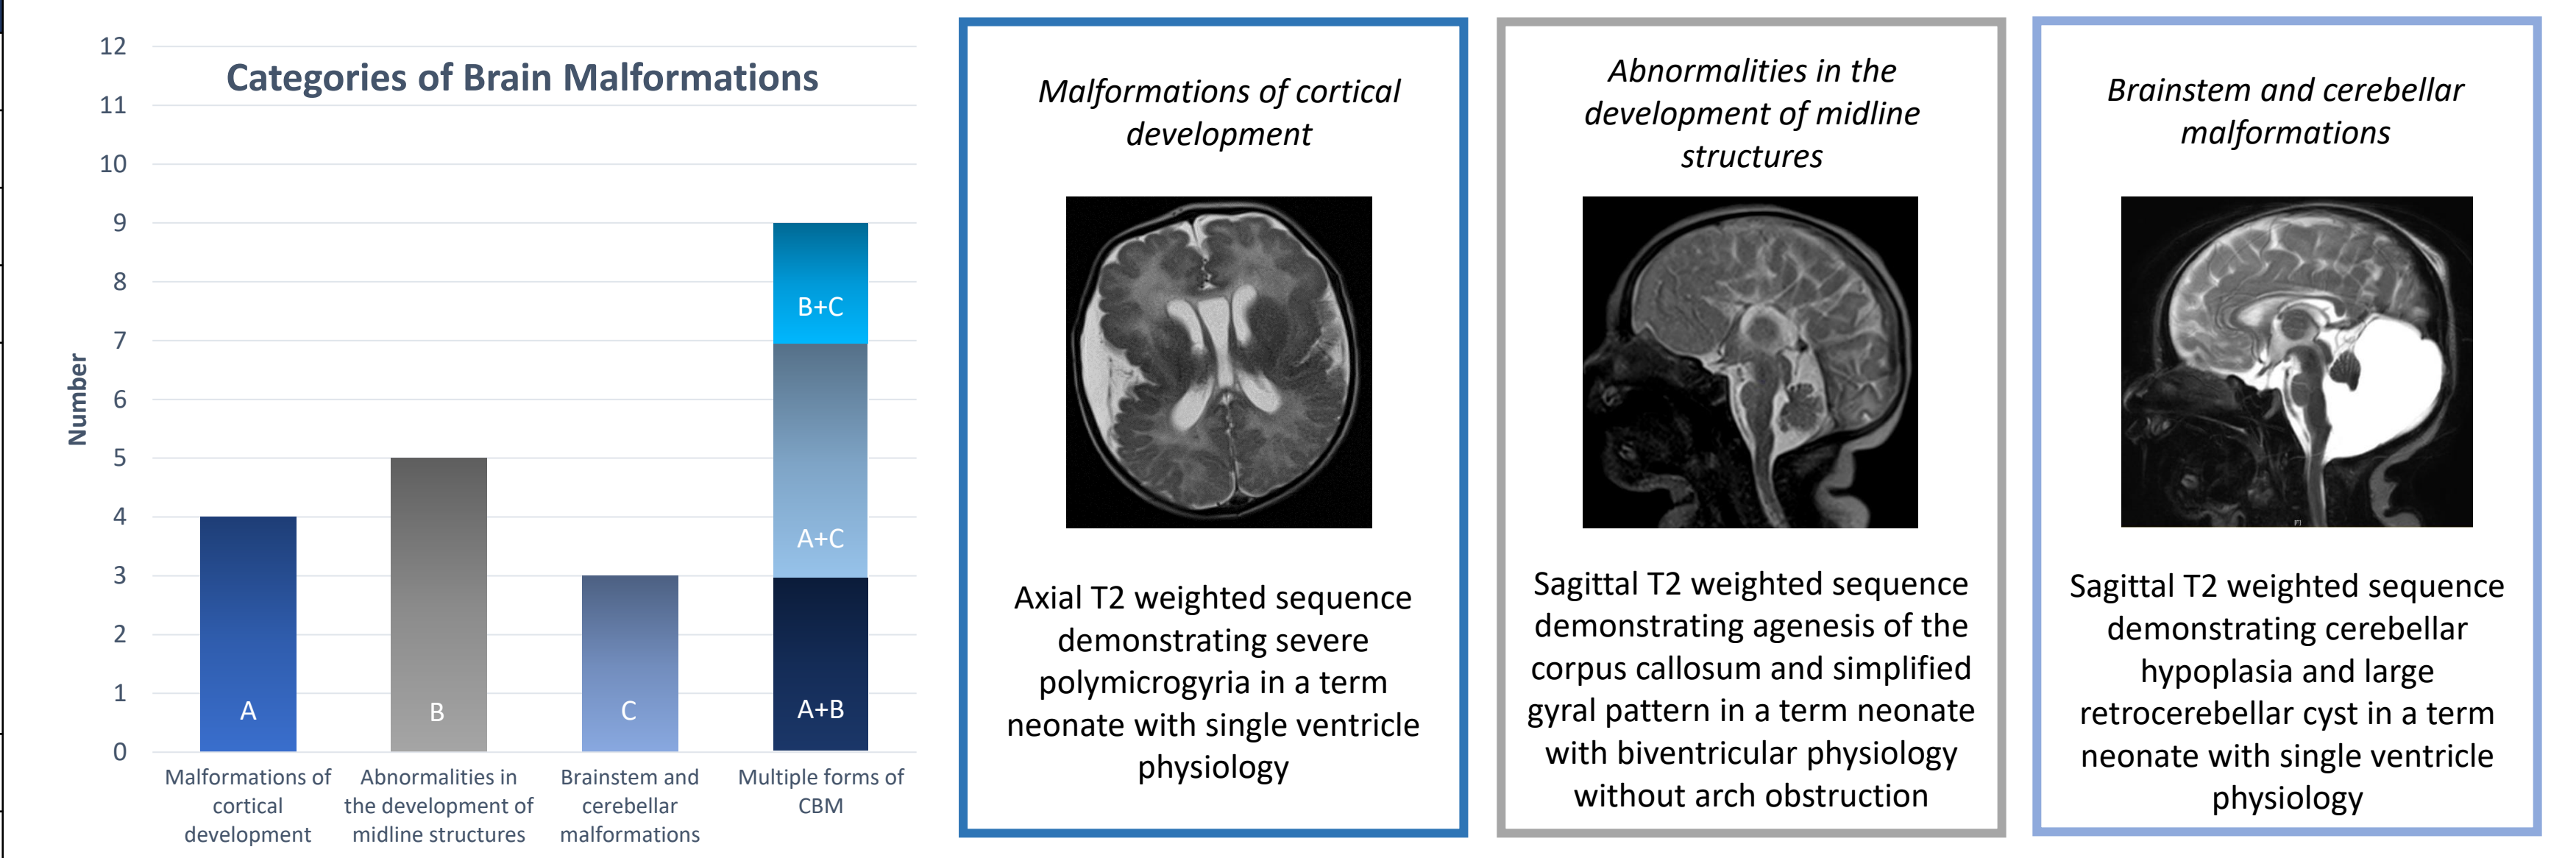 Categories of Brain Malformations
12
11
10
9
8
7
6
5
4
3
2
1
0
Number
A
B
C
B+C
A+C
A+B
Malformations of
cortical
development
Abnormalities in
the development of
midline structures
Brainstem and
cerebellar
malformations
Multiple forms of
CBM
Malformations of cortical
development
Axial T2 weighted sequence
demonstrating severe
polymicrogyria in a term
neonate with single ventricle
physiology
Abnormalities in the
development of midline
structures
Sagittal T2 weighted sequence
demonstrating agenesis of the
corpus callosum and simplified
gyral pattern in a term neonate
with biventricular physiology
without arch obstruction
Brainstem and cerebellar
malformations
Sagittal T2 weighted sequence
demonstrating cerebellar
hypoplasia and large
retrocerebellar cyst in a term
neonate with single ventricle
physiology